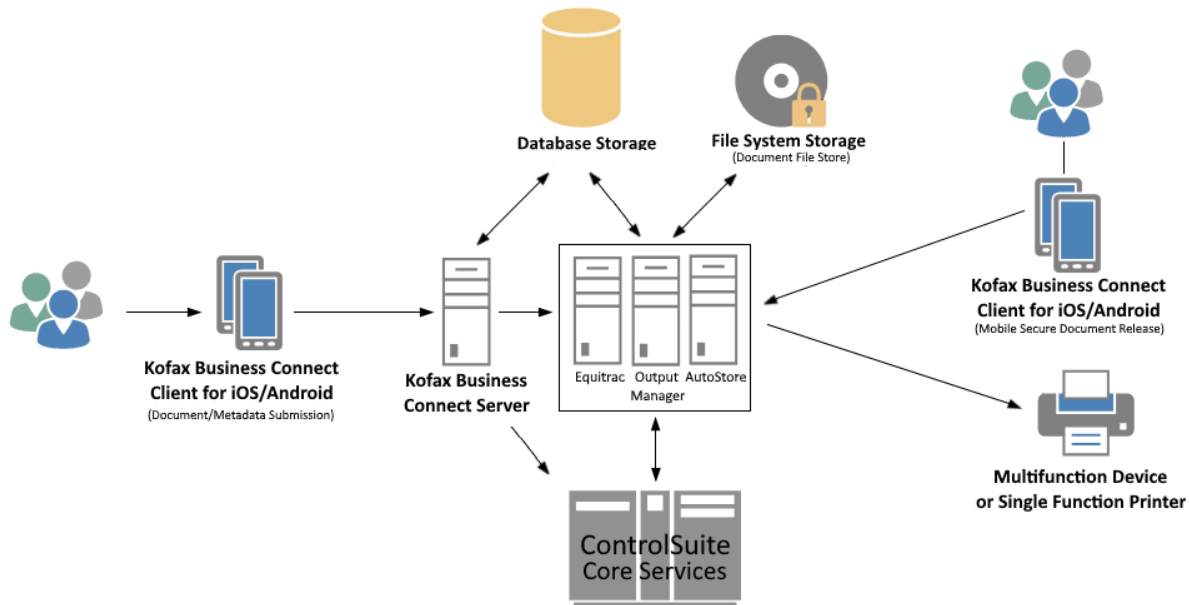 Database Storage
File System Storage
(Document File Store)
Kofax Business Connect
Client for iOS/Android
(Document/Metadata Submission)
Kofax Business
Connect Server
Equitrac
Output
Manager
AutoStore
Kofax Business Connect
Client for iOS/Android
(Mobile Secure Document Release)
Multifunction Device
or Single Function Printer
ControlSuite
Core Services